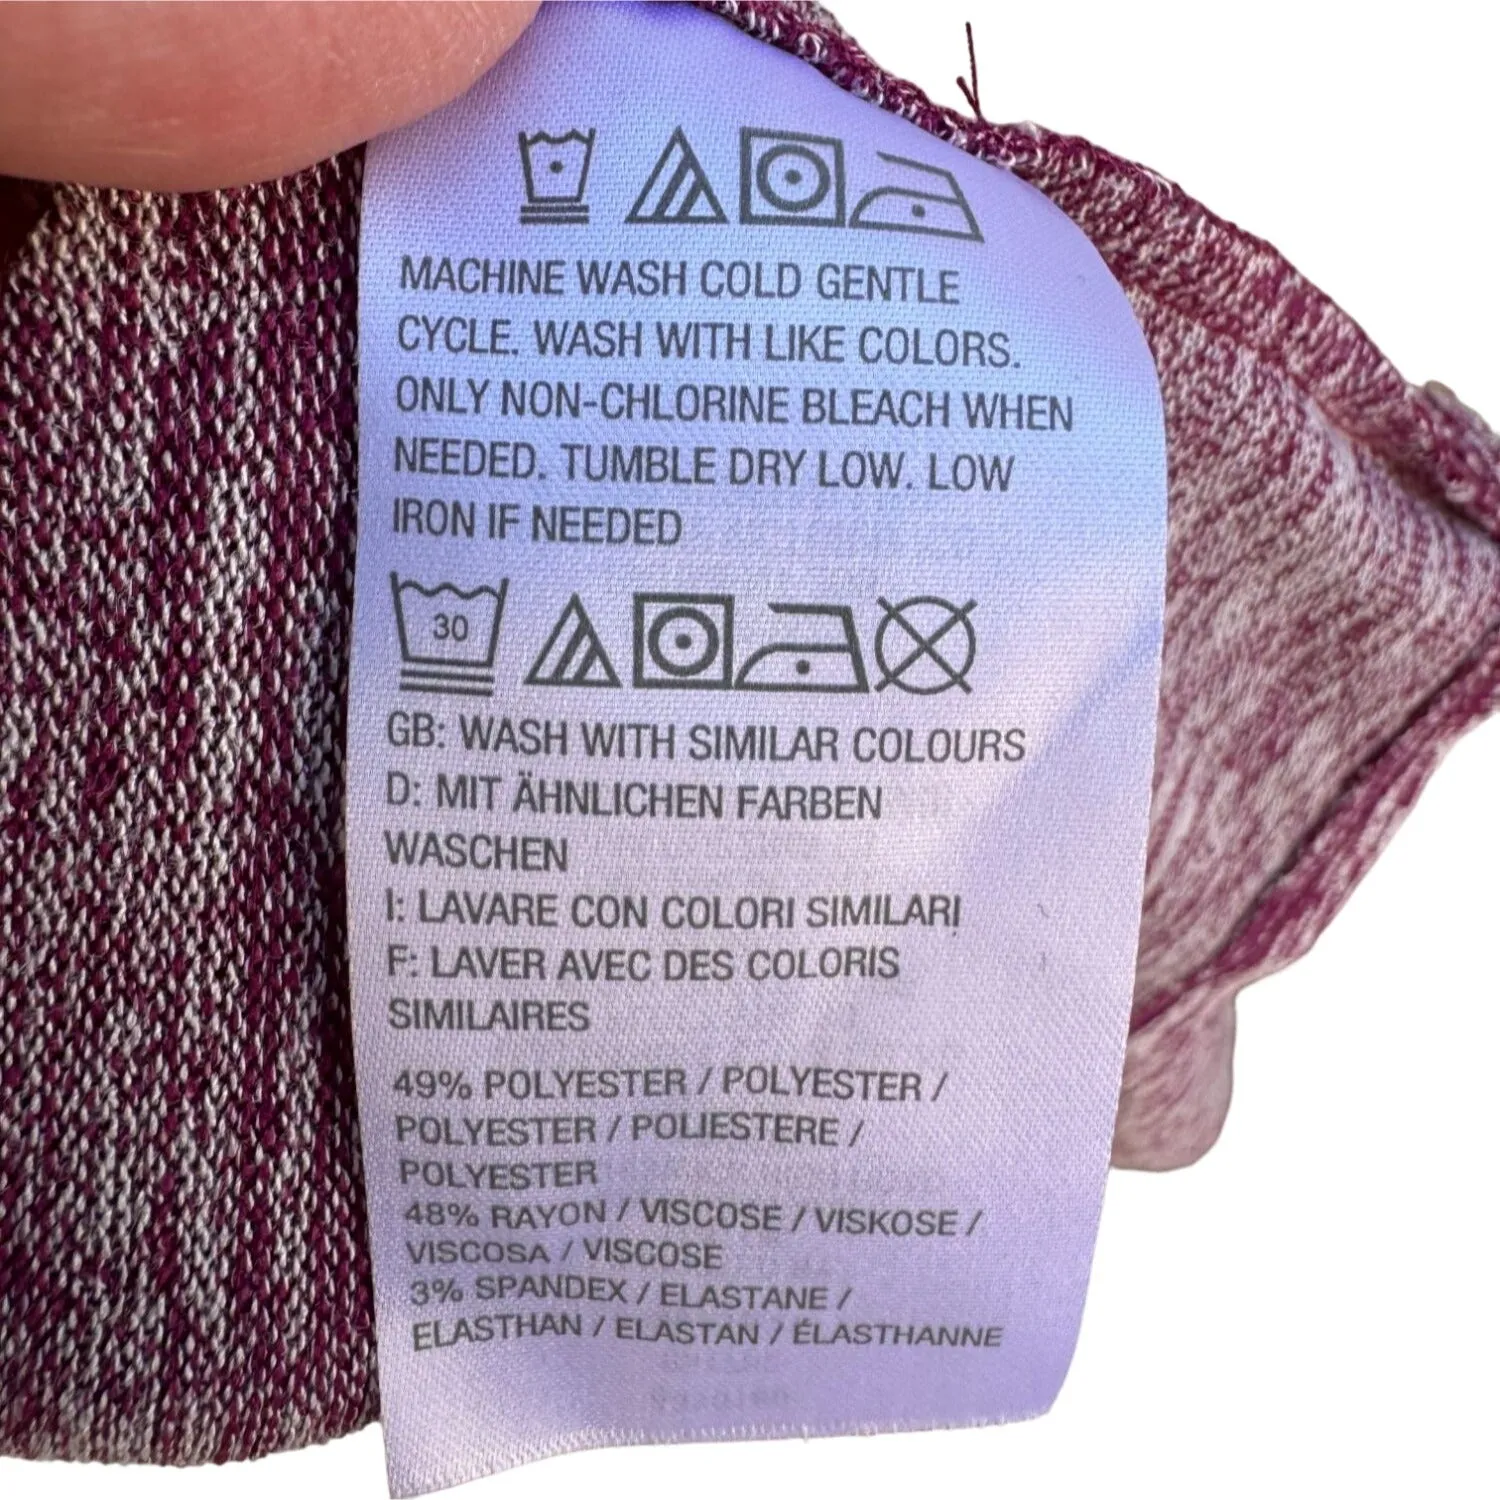 MACHINE WASH COLD GENTLE
CYCLE. WASH WITH LIKE COLORS.
ONLY NON-CHLORINE BLEACH WHEN
NEEDED. TUMBLE DRY LOW. LOW
IRON IF NEEDED
30
GB: WASH WITH SIMILAR COLOURS
D: MIT ÄHNLICHEN FARBEN
WASCHEN
I: LAVARE CON COLORI SIMILARI
F: LAVER AVEC DES COLORIS
SIMILAIRES
49% POLYESTER / POLYESTER /
POLYESTER / POLIESTERE /
POLYESTER
48% RAYON / VISCOSE / VISKOSE /
VISCOSA / VISCOSE
3% SPANDEX / ELASTANE /
ELASTHAN / ELASTAN / ÉLASTHANNE